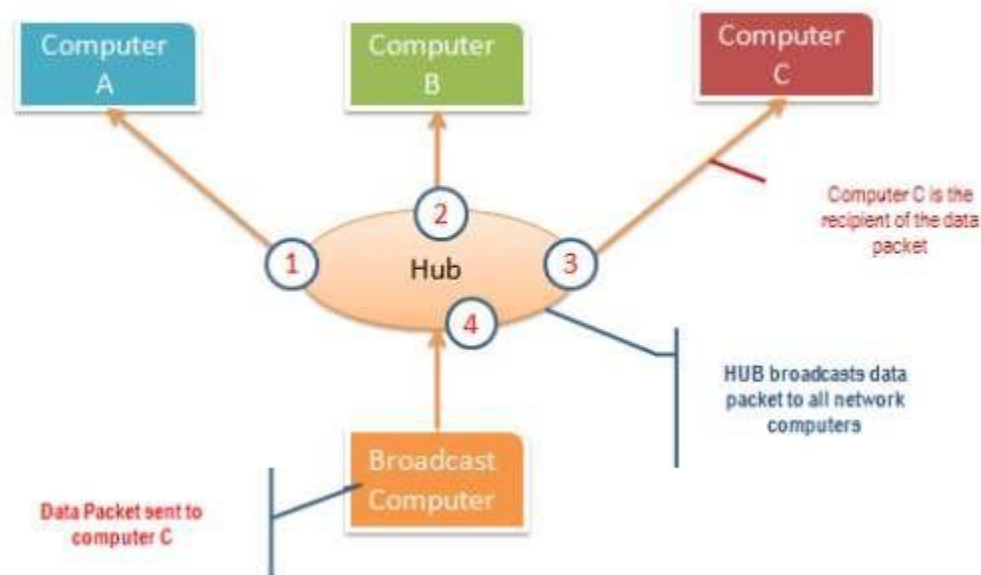 Computer
A
Computer
B
Computer
C
2
1
Hub
3
4
Computer C is the
recipient of the data
packet
HUB broadcasts data
packet to all network
computers
Broadcast
Computer
Data Packet sent to
computer C